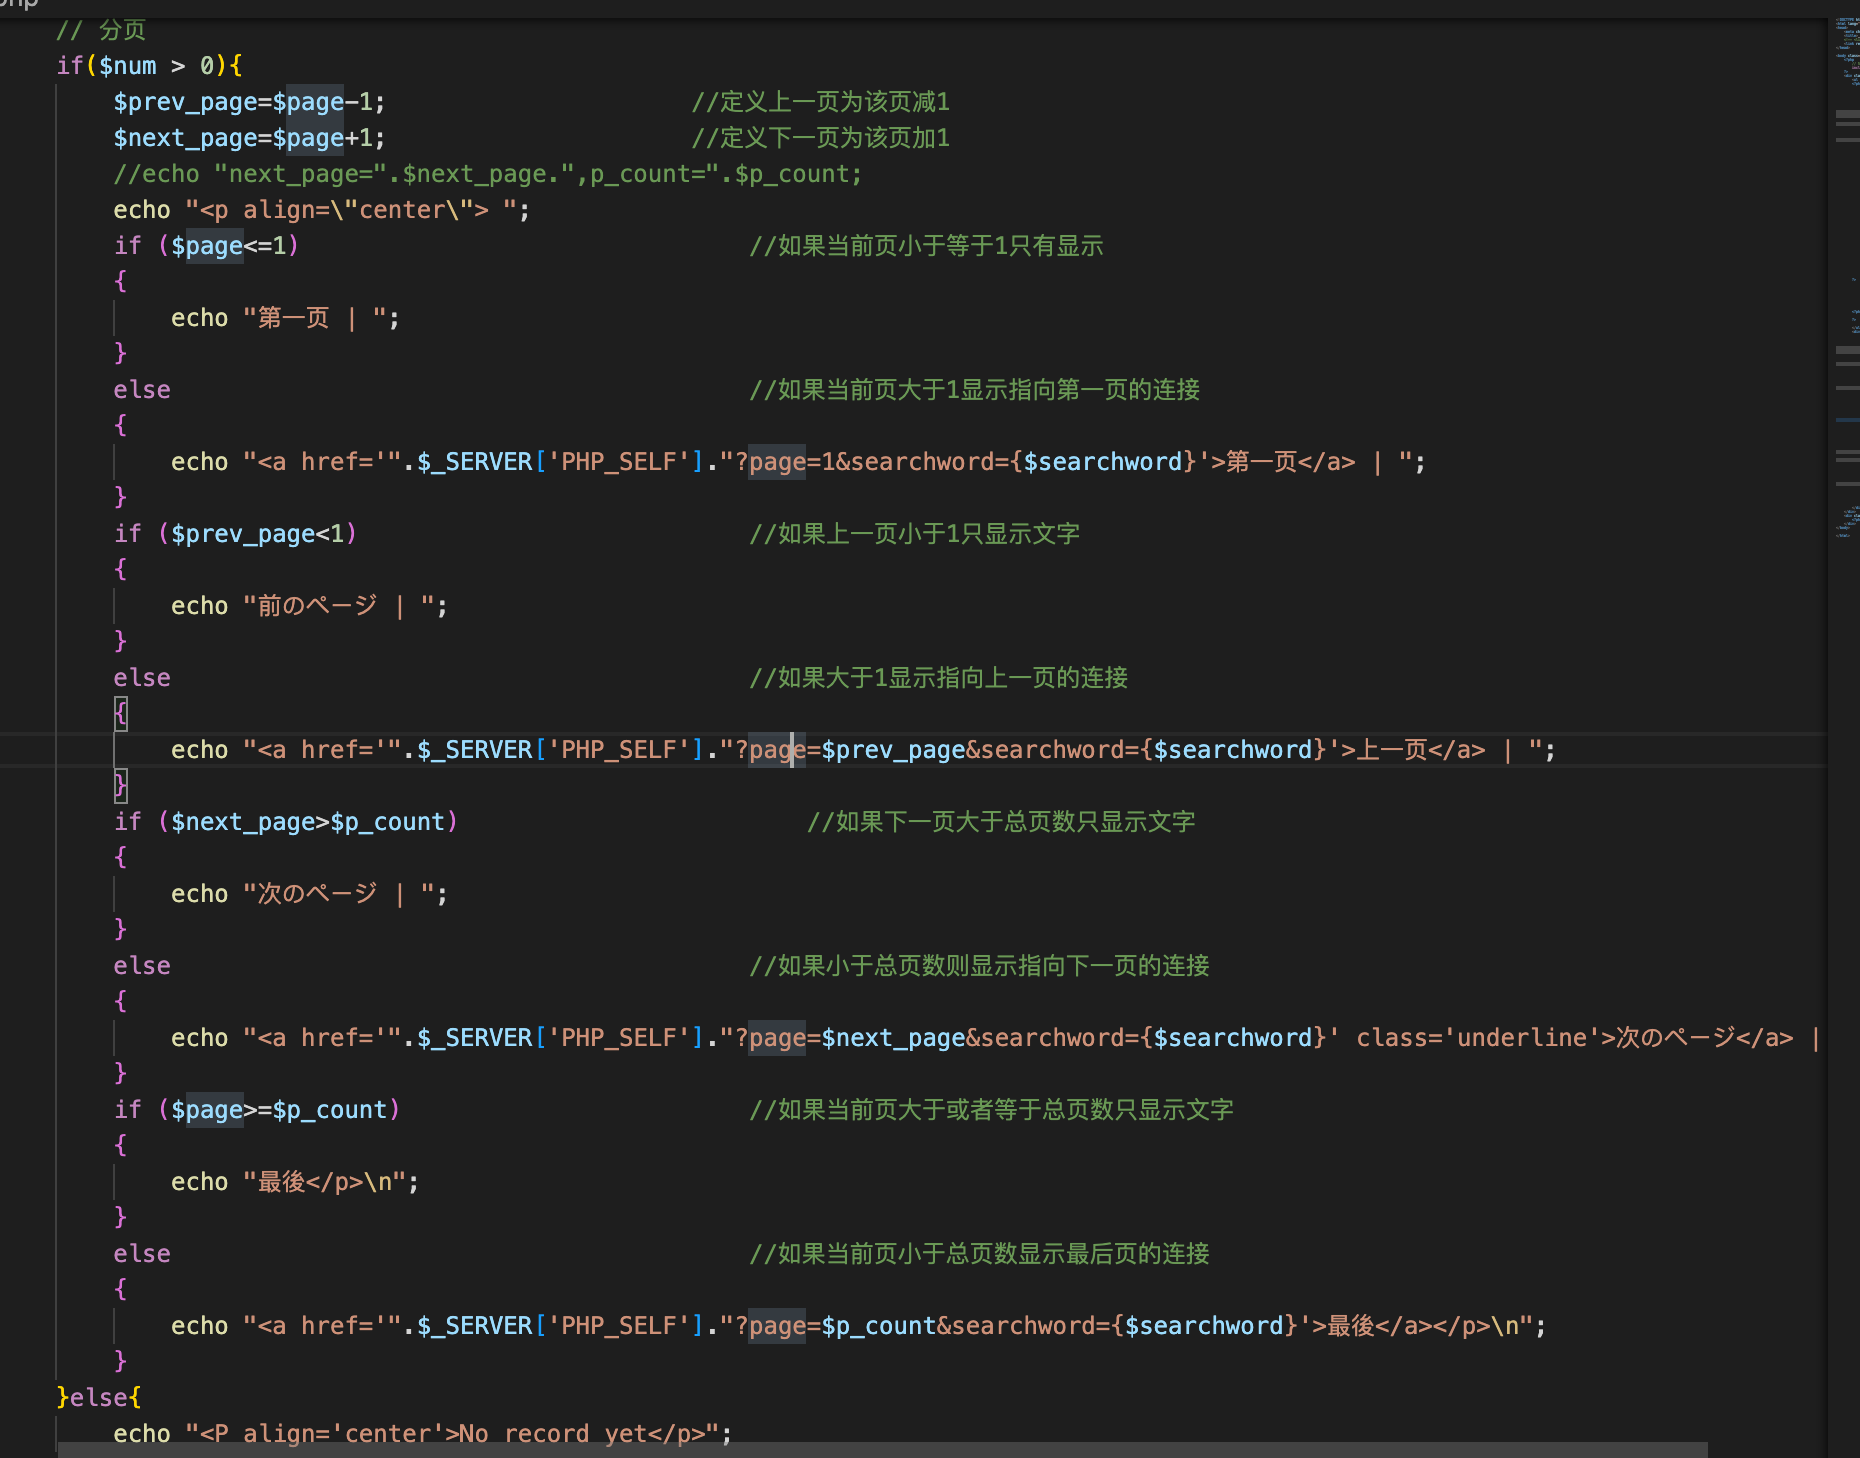 // 分页
if($num > 0){
$prev_page=$page-1; //定义上一页为该页减1
$next_page=$page+1; //定义下一页为该页加1
//echo "next_page=".$next_page.",p_count=".$p_count;
echo "<p align=\"center\"> ";
if ($page<=1) //如果当前页小于等于1只有显示
{
echo "第一页 | ";
}
else //如果当前页大于1显示指向第一页的连接
{
echo "<a href='".$_SERVER['PHP_SELF']."?page=1&searchword={$searchword}'>第一页</a> | ";
}
if ($prev_page<1) //如果上一页小于1只显示文字
{
echo "前のページ | ";
}
else //如果大于1显示指向上一页的连接
{
echo "<a href='".$_SERVER['PHP_SELF']."?page=$prev_page&searchword={$searchword}'>上一页</a> | ";
}
if ($next_page>$p_count) //如果下一页大于总页数只显示文字
{
echo "次のページ | ";
}
else //如果小于总页数则显示指向下一页的连接
{
echo "<a href='".$_SERVER['PHP_SELF']."?page=$next_page&searchword={$searchword}' class='underline'>次のページ</a> |
}
if ($page>=$p_count) //如果当前页大于或者等于总页数只显示文字
{
echo "最後</p>\n";
}
else //如果当前页小于总页数显示最后页的连接
{
echo "<a href='".$_SERVER['PHP_SELF']."?page=$p_count&searchword={$searchword}'>最後</a></p>\n";
}
}else{
echo "<P align='center'>No record yet</p>";